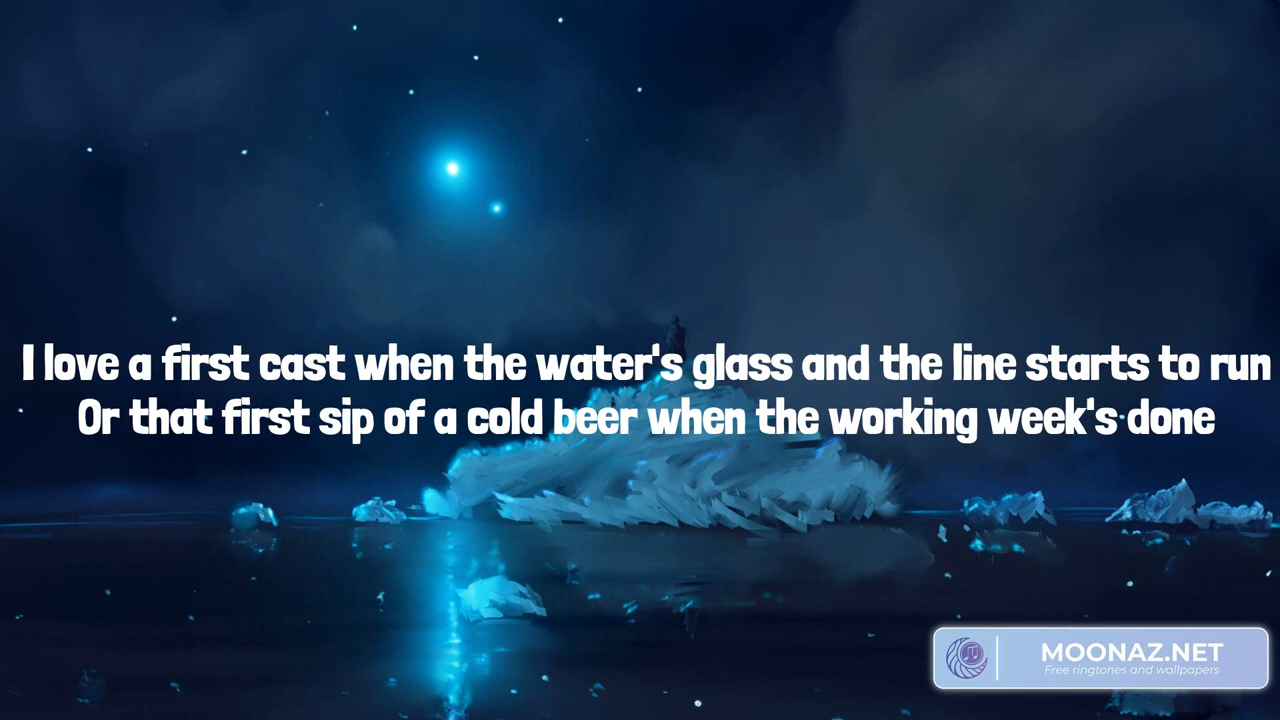 I love a first cast when the water's glass and the line starts to run
Or that first sip of a cold beer when the working week's done
MOONAZ.NET
Free ringtones and wallpapers